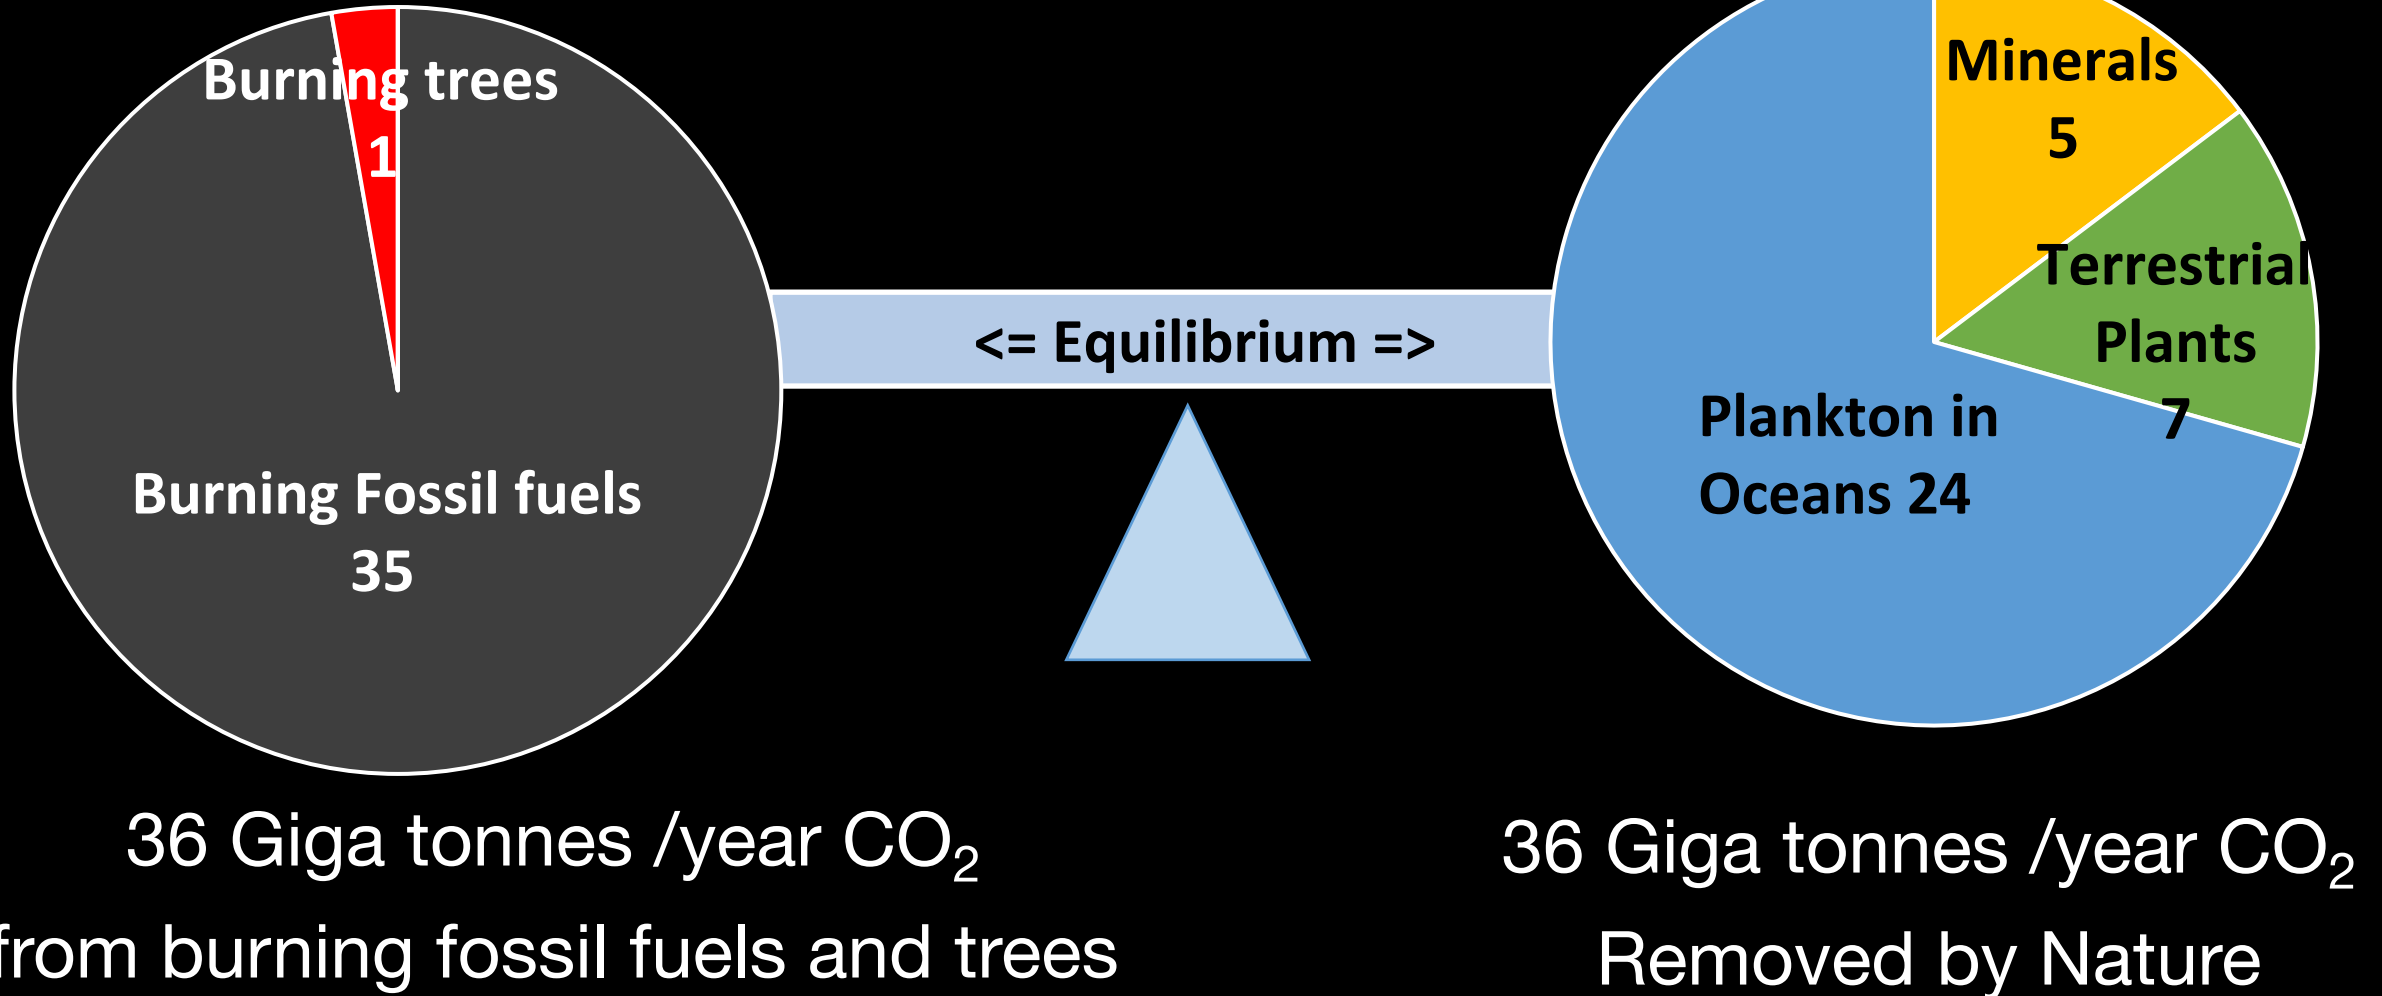 Burning trees
1
Burning Fossil fuels
35
<= Equilibrium =>
Minerals
5
Terrestrial
Plants
7
Plankton in
Oceans 24
36 Giga tonnes /year CO₂
from burning fossil fuels and trees
36 Giga tonnes /year CO₂
Removed by Nature